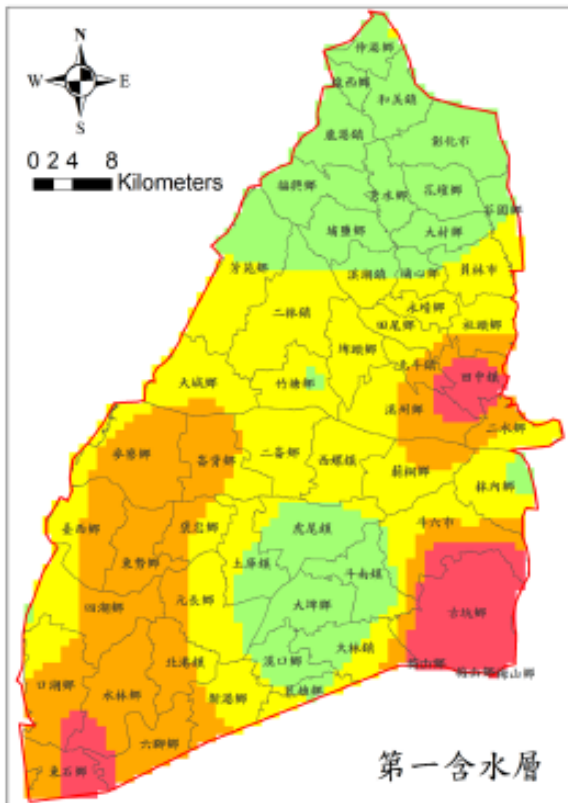 N
W E
S
0 2 4 8
Kilometers
伸港鄉
線西鄉
和美鎮
鹿港鎮
彰化市
福興鄉
秀水鄉
花壇鄉
芬園鄉
埔鹽鄉
大村鄉
芳苑鄉
溪湖鎮
埔心鄉
員林市
二林鎮
永靖鄉
田尾鄉
社頭鄉
埤頭鄉
北斗鎮
田中鎮
大城鄉
竹塘鄉
溪州鄉
二水鄉
麥寮鄉
崙背鄉
二崙鄉
西螺鎮
莿桐鄉
林內鄉
臺西鄉
褒忠鄉
虎尾鎮
斗六市
東勢鄉
土庫鎮
斗南鎮
四湖鄉
元長鄉
大埤鄉
古坑鄉
北港鎮
溪口鄉
大林鎮
梅山鄉
梅山鄉
梅山鄉
口湖鄉
水林鄉
新港鄉
民雄鄉
六腳鄉
東石鄉
第一含水層